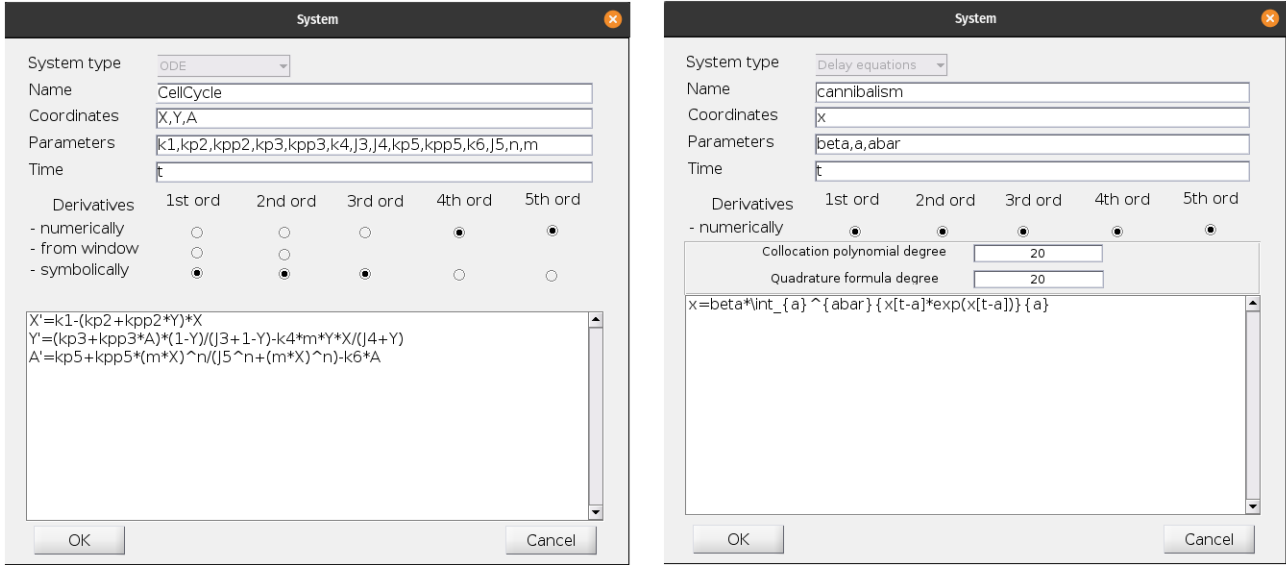 System
System type ODE
Name CellCycle
Coordinates X,Y,A
Parameters k1,kp2,kpp2,kp3,kpp3,k4,J3,J4,kp5,kpp5,k6,J5,n,m
Time t
Derivatives 1st ord 2nd ord 3rd ord 4th ord 5th ord
- numerically
- from window
- symbolically
X'=k1-(kp2+kpp2*Y)*X
Y'=(kp3+kpp3*A)*(1-Y)/(J3+1-Y)-k4*m*Y*X/(J4+Y)
A'=kp5+kpp5*(m*X)^n/(J5^n+(m*X)^n)-k6*A
OK Cancel
System
System type Delay equations
Name cannibalism
Coordinates x
Parameters beta,a,abar
Time t
Derivatives 1st ord 2nd ord 3rd ord 4th ord 5th ord
- numerically
Collocation polynomial degree 20
Quadrature formula degree 20
x=beta*\int_{a}^{abar}{x[t-a]*exp(x[t-a])}{a}
OK Cancel